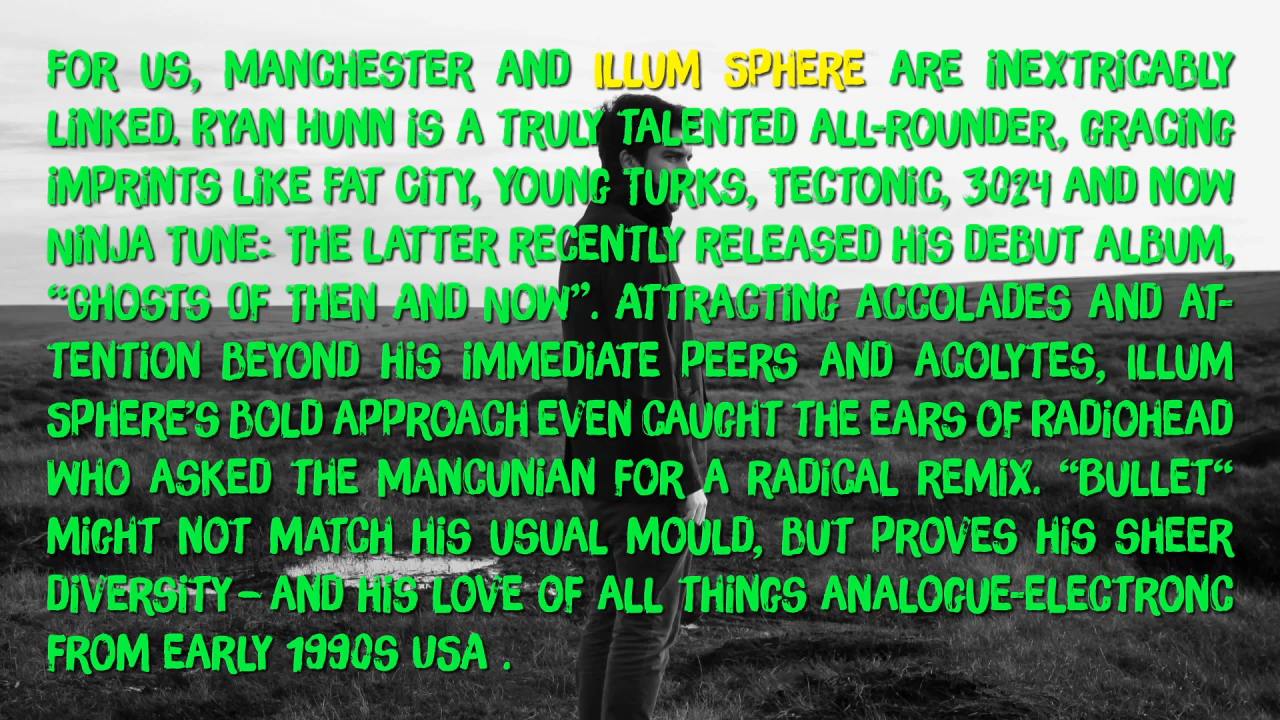 FOR US, MANCHESTER AND ILLUM SPHERE ARE INEXTRICABLY
LINKED. RYAN HUNN IS A TRULY TALENTED ALL-ROUNDER, GRACING
IMPRINTS LIKE FAT CITY, YOUNG TURKS, TECTONIC, 3024 AND NOW
NINJA TUNE: THE LATTER RECENTLY RELEASED HIS DEBUT ALBUM,
“GHOSTS OF THEN AND NOW”. ATTRACTING ACCOLADES AND AT-
TENTION BEYOND HIS IMMEDIATE PEERS AND ACOLYTES, ILLUM
SPHERE’S BOLD APPROACH EVEN CAUGHT THE EARS OF RADIOHEAD
WHO ASKED THE MANCUNIAN FOR A RADICAL REMIX. “BULLET“
MIGHT NOT MATCH HIS USUAL MOULD, BUT PROVES HIS SHEER
DIVERSITY – AND HIS LOVE OF ALL THINGS ANALOGUE-ELECTRONC
FROM EARLY 1990S USA .